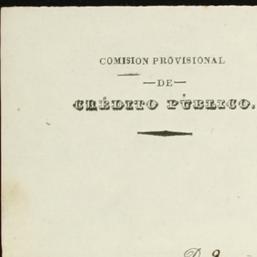 COMISION PROVISIONAL
—DE—
CRÉDITO PÚBLICO.